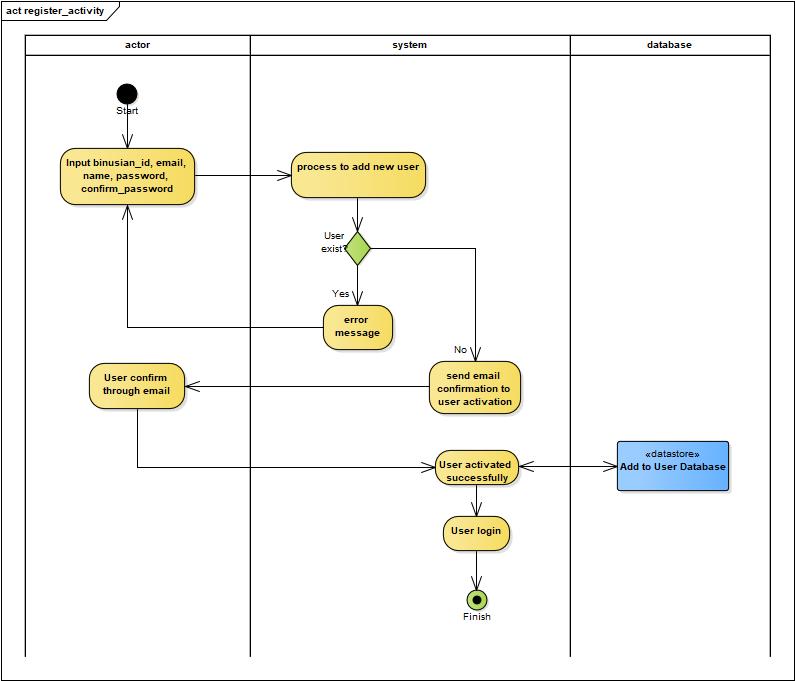 act register_activity
actor
system
database
Start
Input binusian_id, email,
name, password,
confirm_password
process to add new user
User
exist?
Yes
error
message
No
User confirm
through email
send email
confirmation to
user activation
User activated
successfully
«datastore»
Add to User Database
User login
Finish